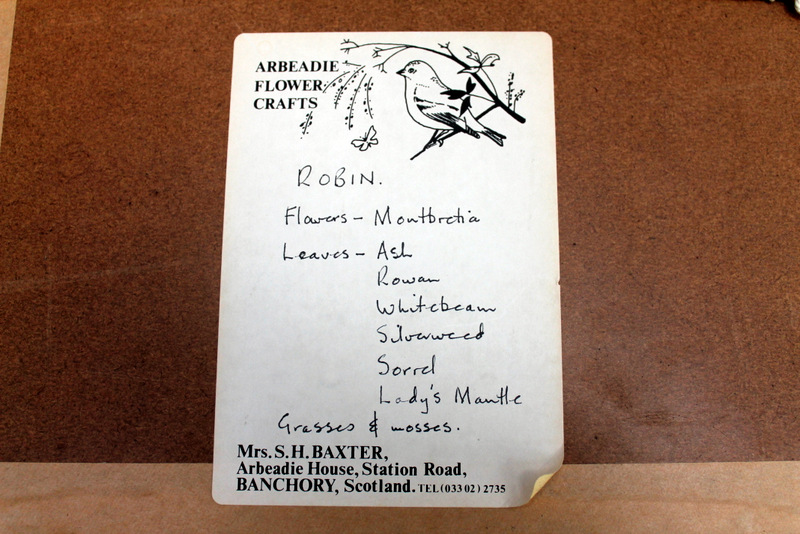 ARBEADIE
FLOWER
CRAFTS
ROBIN.
Flowers - Montbretia
Leaves - Ash
Rowan
Whitebeam
Silverweed
Sorrel
Lady's Mantle
Grasses & mosses.
Mrs. S. H. BAXTER,
Arbeadie House, Station Road,
BANCHORY, Scotland. TEL (033 02) 2735